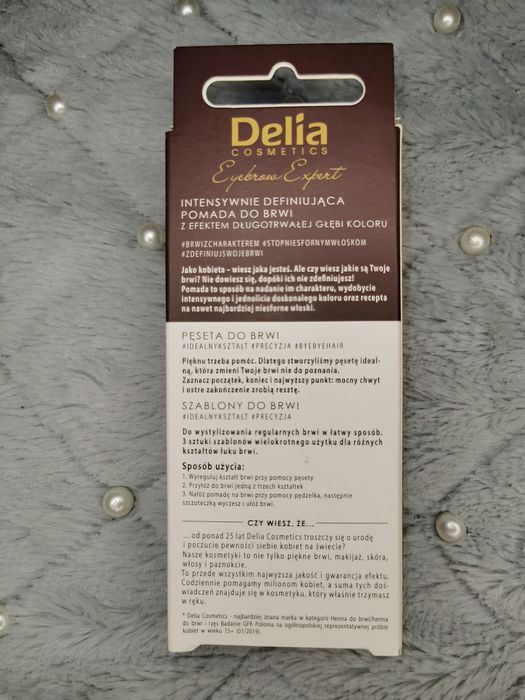 Delia
COSMETICS
Eyebrow Expert
INTENSYWNIE DEFINIUJĄCA
POMADA DO BRWI
Z EFEKTEM DŁUGOTRWAŁEJ GŁĘBI KOLORU
#BRWIZCHARAKTEREM #STOPNIESFORNYMWŁOSKOM
#ZDEFINIUJSWOJEBRWI
Jako kobieta – wiesz jaka jesteś. Ale czy wiesz jakie są Twoje
brwi? Nie dowiesz się, dopóki ich nie zdefiniujesz!
Pomada to sposób na nadanie im charakteru, wydobycie
intensywnego i jednolicie doskonałego koloru oraz recepta
na nawet najbardziej niesforne włoski.
PĘSETA DO BRWI
#IDEALNYKSZTAŁT #PRECYZJA #BYEBYEHAIR
Pięknu trzeba pomóc. Dlatego stworzyliśmy pęsetę ideal-
ną, która zmieni Twoje brwi nie do poznania.
Zaznacz początek, koniec i najwyższy punkt: mocny chwyt
i ostre zakończenie zrobią resztę.
SZABLONY DO BRWI
#IDEALNYKSZTAŁT #PRECYZJA
Do wystylizowania regularnych brwi w łatwy sposób.
3 sztuki szablonów wielokrotnego użytku dla różnych
kształtów łuku brwi.
Sposób użycia:
1. Wyreguluj kształt brwi przy pomocy pęsety
2. Przyłóż do brwi jedną z trzech kształtek
3. Nałóż pomadę na brwi przy pomocy pędzelka, następnie
szczoteczką wyczesz i ułóż brwi.
CZY WIESZ, ŻE...
... od ponad 25 lat Delia Cosmetics troszczy się o urodę
i poczucie pewności siebie kobiet na świecie?
Nasze kosmetyki to nie tylko piękne brwi, makijaż, skóra,
włosy i paznokcie.
To przede wszystkim najwyższa jakość i gwarancja efektu.
Codziennie pomagamy milionom kobiet, a suma tych do-
świadczeń znajduje się w kosmetyku, który właśnie trzymasz
w ręku.
* Delia Cosmetics - najbardziej znana marka w kategorii Henna do brwi/henna
do brwi i rzęs Badanie GFK Polonia na ogólnopolskiej reprezentatywnej próbie
kobiet w wieku 15+ (01/2019).